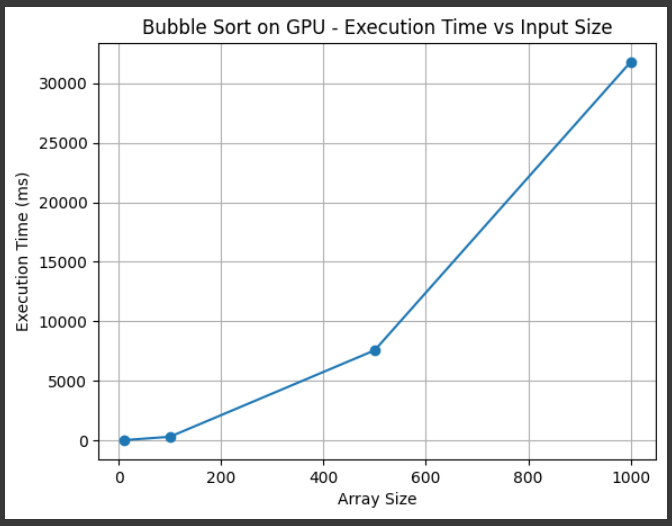 Bubble Sort on GPU - Execution Time vs Input Size
Execution Time (ms)
30000
25000
20000
15000
10000
5000
0
0 200 400 600 800 1000
Array Size